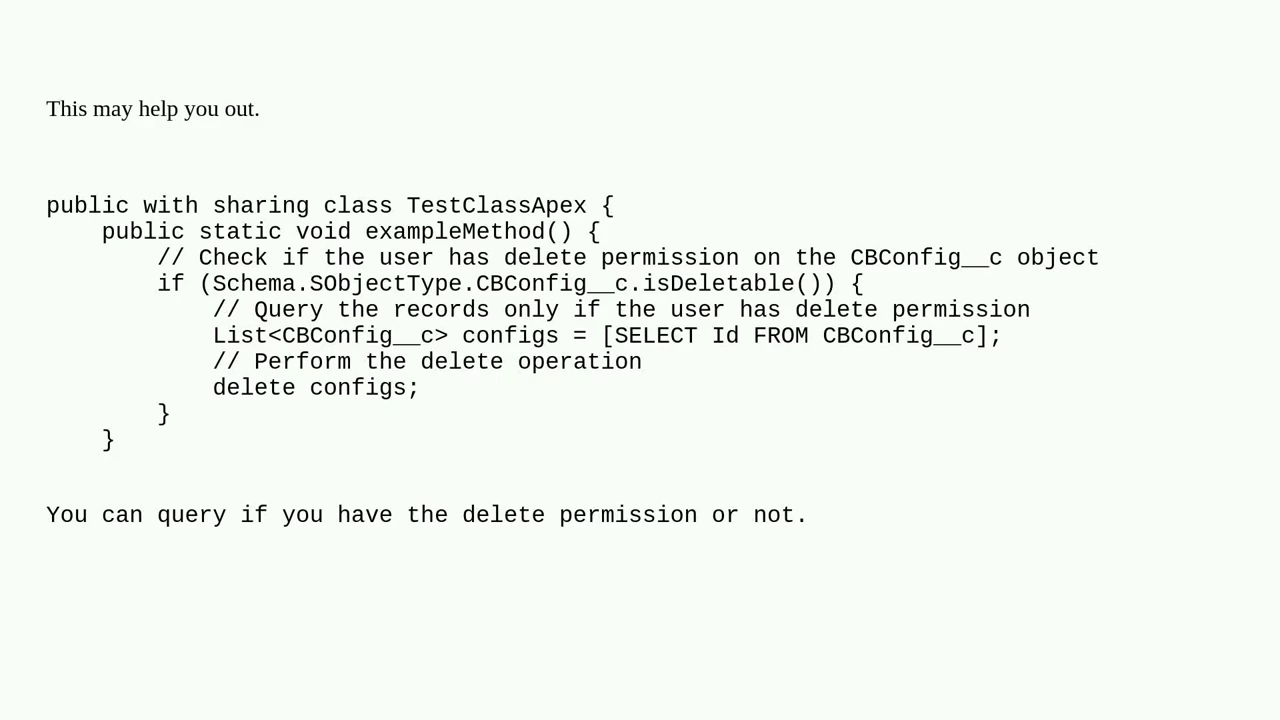 This may help you out.
public with sharing class TestClassApex {
    public static void exampleMethod() {
        // Check if the user has delete permission on the CBConfig__c object
        if (Schema.SObjectType.CBConfig__c.isDeletable()) {
            // Query the records only if the user has delete permission
            List<CBConfig__c> configs = [SELECT Id FROM CBConfig__c];
            // Perform the delete operation
            delete configs;
        }
    }
You can query if you have the delete permission or not.